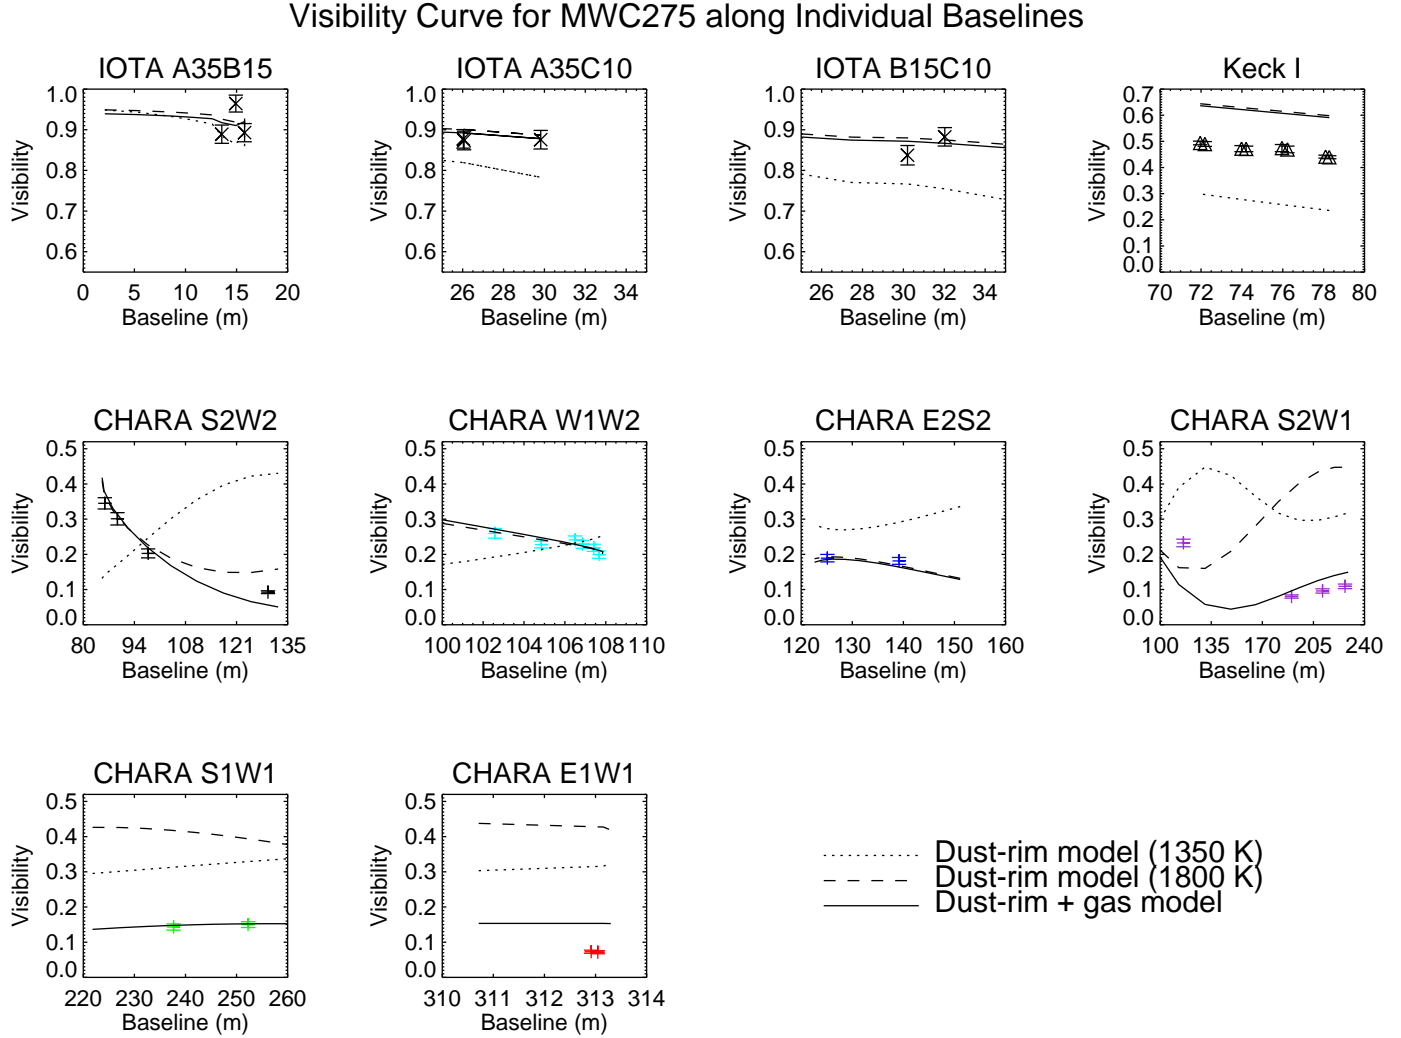 Visibility Curve for MWC275 along Individual Baselines
IOTA A35B15
IOTA A35C10
IOTA B15C10
Keck I
1.0
0.9
0.8
0.7
0.6
Visibility
0 5 10 15 20
Baseline (m)
1.0
0.9
0.8
0.7
0.6
Visibility
26 28 30 32 34
Baseline (m)
1.0
0.9
0.8
0.7
0.6
Visibility
26 28 30 32 34
Baseline (m)
0.7
0.6
0.5
0.4
0.3
0.2
0.1
0.0
Visibility
70 72 74 76 78 80
Baseline (m)
CHARA S2W2
CHARA W1W2
CHARA E2S2
CHARA S2W1
0.5
0.4
0.3
0.2
0.1
0.0
Visibility
80 94 108 121 135
Baseline (m)
0.5
0.4
0.3
0.2
0.1
0.0
Visibility
100 102 104 106 108 110
Baseline (m)
0.5
0.4
0.3
0.2
0.1
0.0
Visibility
120 130 140 150 160
Baseline (m)
0.5
0.4
0.3
0.2
0.1
0.0
Visibility
100 135 170 205 240
Baseline (m)
CHARA S1W1
CHARA E1W1
0.5
0.4
0.3
0.2
0.1
0.0
Visibility
220 230 240 250 260
Baseline (m)
0.5
0.4
0.3
0.2
0.1
0.0
Visibility
310 311 312 313 314
Baseline (m)
Dust-rim model (1350 K)
Dust-rim model (1800 K)
Dust-rim + gas model